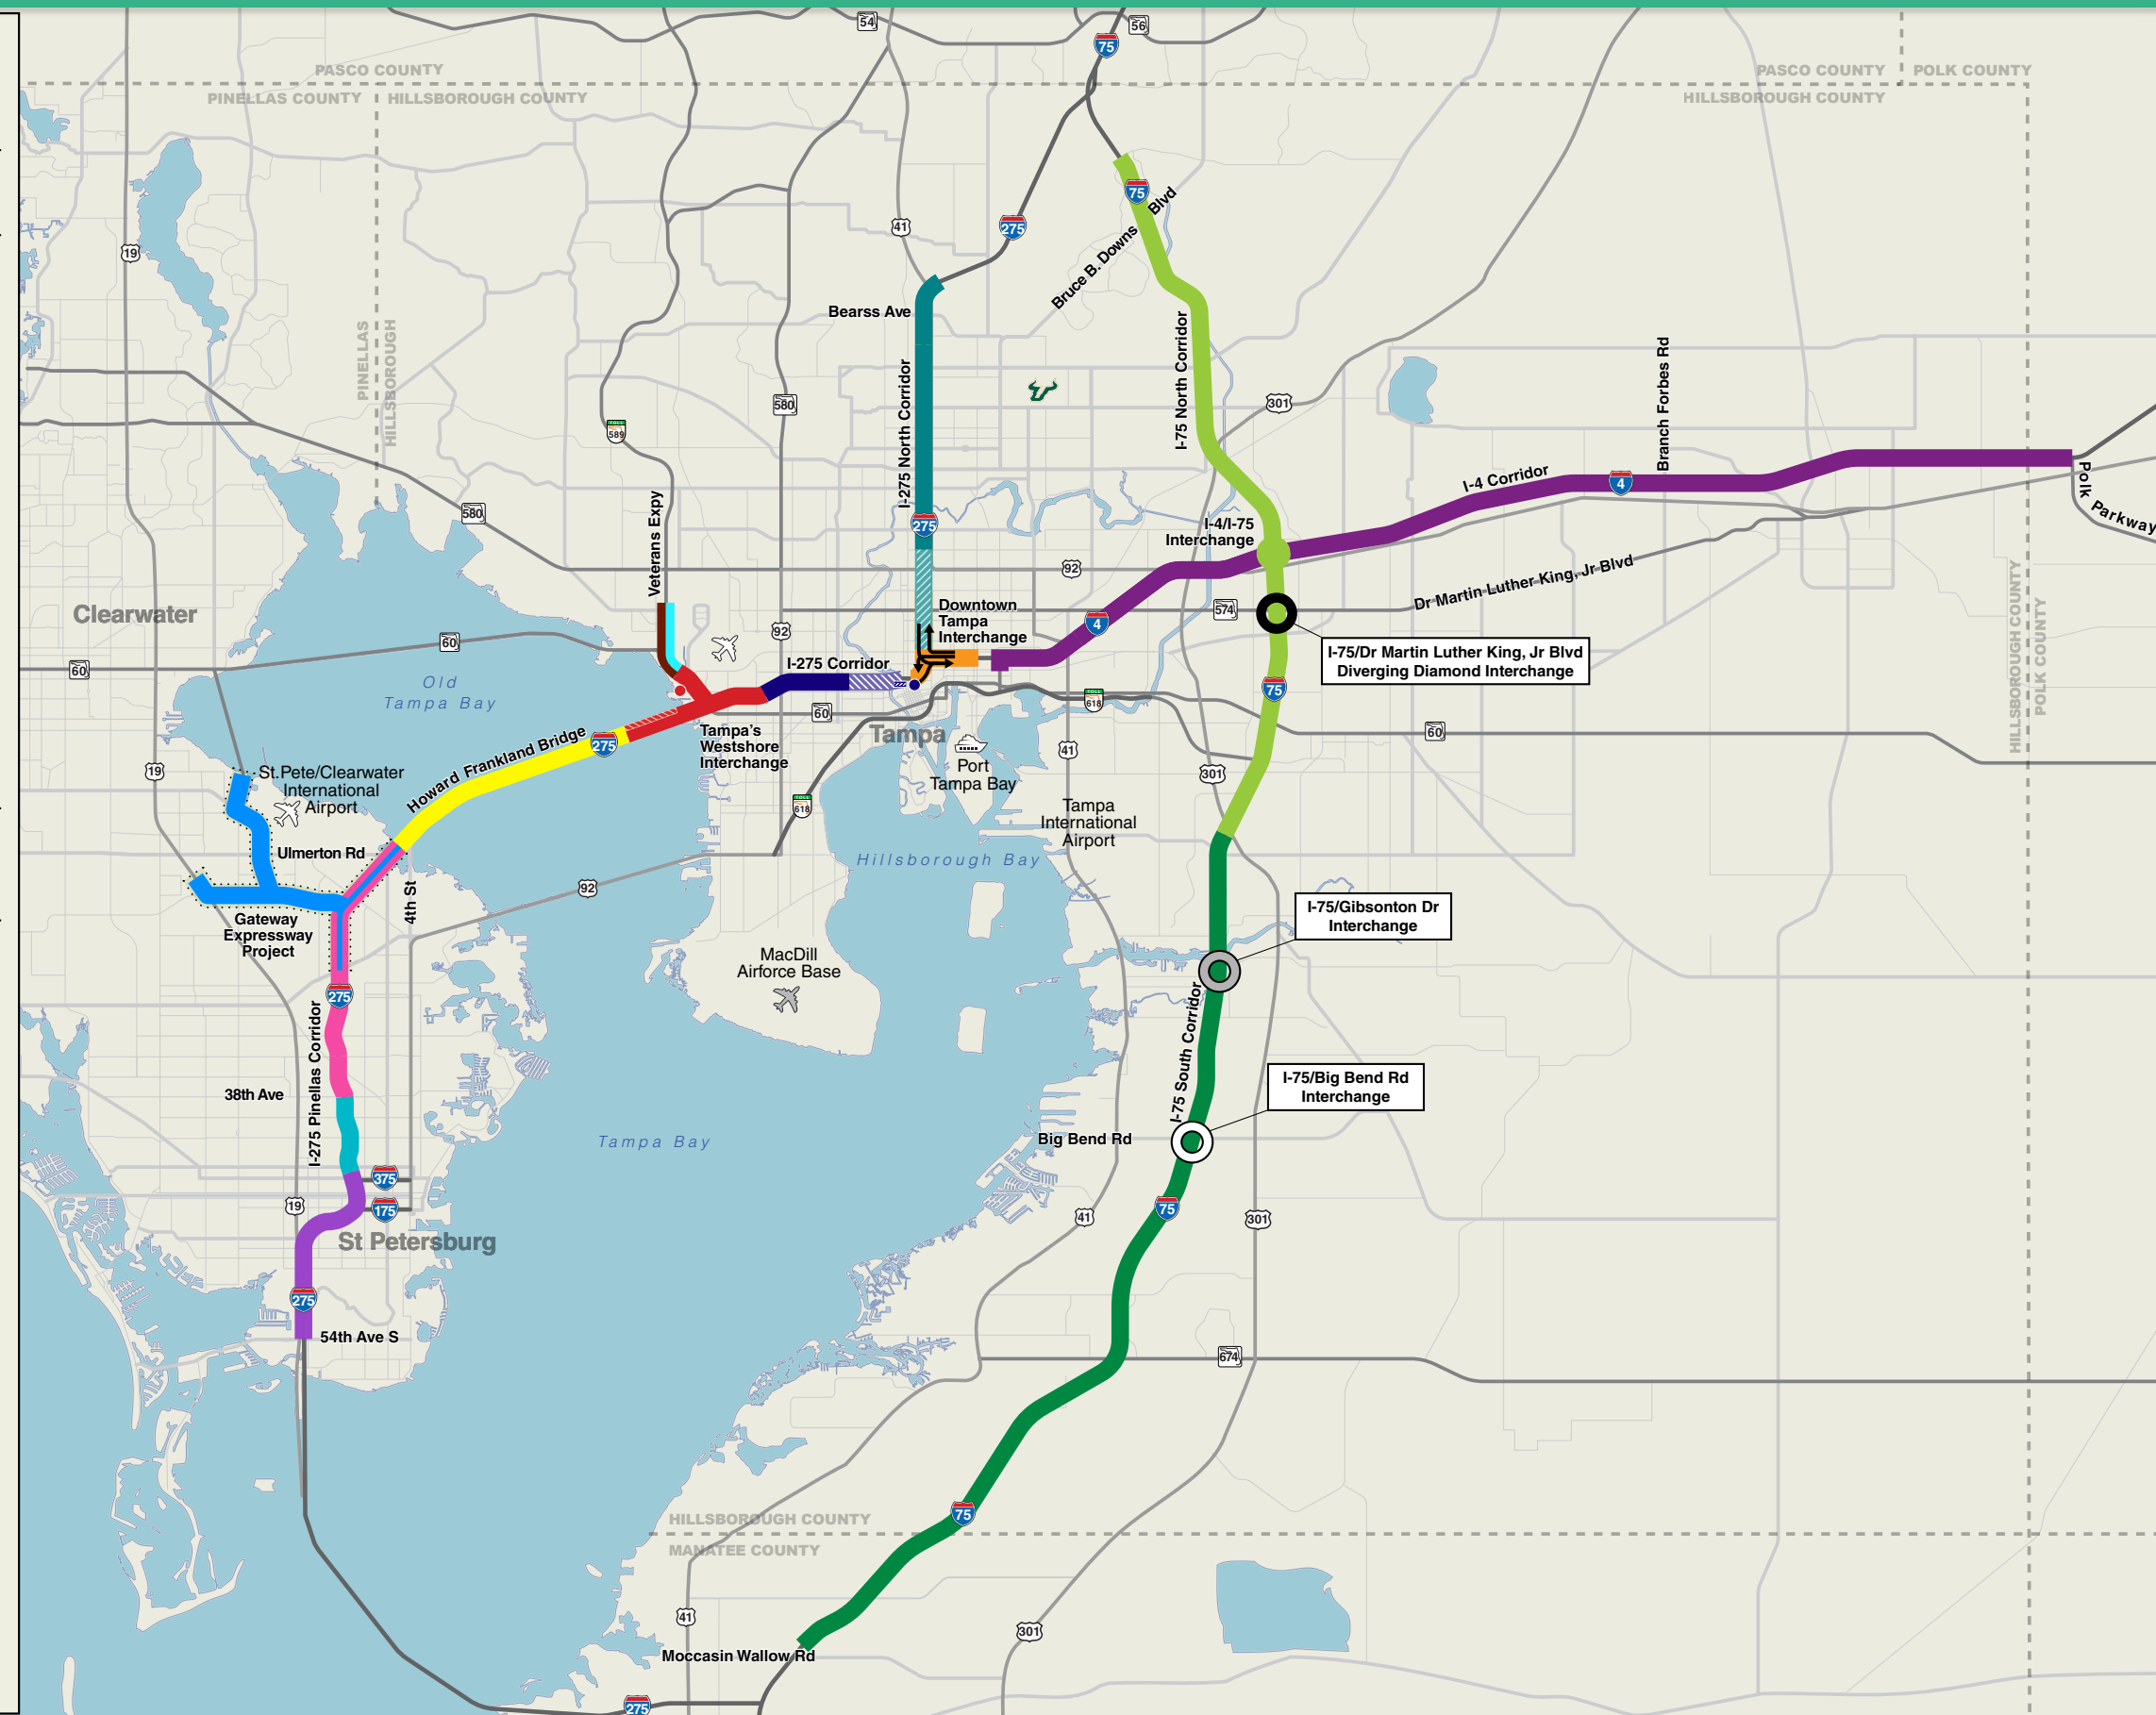 54
56
75
PASCO COUNTY
PASCO COUNTY
POLK COUNTY
PINELLAS COUNTY
HILLSBOROUGH COUNTY
HILLSBOROUGH COUNTY
75
Bruce B. Downs Blvd
41
275
19
Bearss Ave
PINELLAS
HILLSBOROUGH
I-275 North Corridor
I-75 North Corridor
Branch Forbes Rd
580
301
TOLL
589
I-4 Corridor
4
Polk Parkway
580
Veterans Expy
275
I-4/I-75
Interchange
92
Dr Martin Luther King, Jr Blvd
HILLSBOROUGH COUNTY
POLK COUNTY
Clearwater
Downtown
Tampa
Interchange
574
4
92
60
60
I-275 Corridor
I-75/Dr Martin Luther King, Jr Blvd
Diverging Diamond Interchange
Old
Tampa Bay
75
TOLL
618
60
60
Tampa's
Westshore
Interchange
Tampa
275
Howard Frankland Bridge
41
Port
Tampa Bay
19
St.Pete/Clearwater
International
Airport
301
TOLL
618
Tampa
International
Airport
Ulmerton Rd
Hillsborough Bay
4th St
92
Gateway
Expressway
Project
I-75/Gibsonton Dr
Interchange
MacDill
Airforce Base
275
I-275 Pinellas Corridor
I-75 South Corridor
38th Ave
I-75/Big Bend Rd
Interchange
Tampa Bay
Big Bend Rd
375
19
175
75
41
301
St Petersburg
275
54th Ave S
674
75
HILLSBOROUGH COUNTY
MANATEE COUNTY
41
301
Moccasin Wallow Rd
275